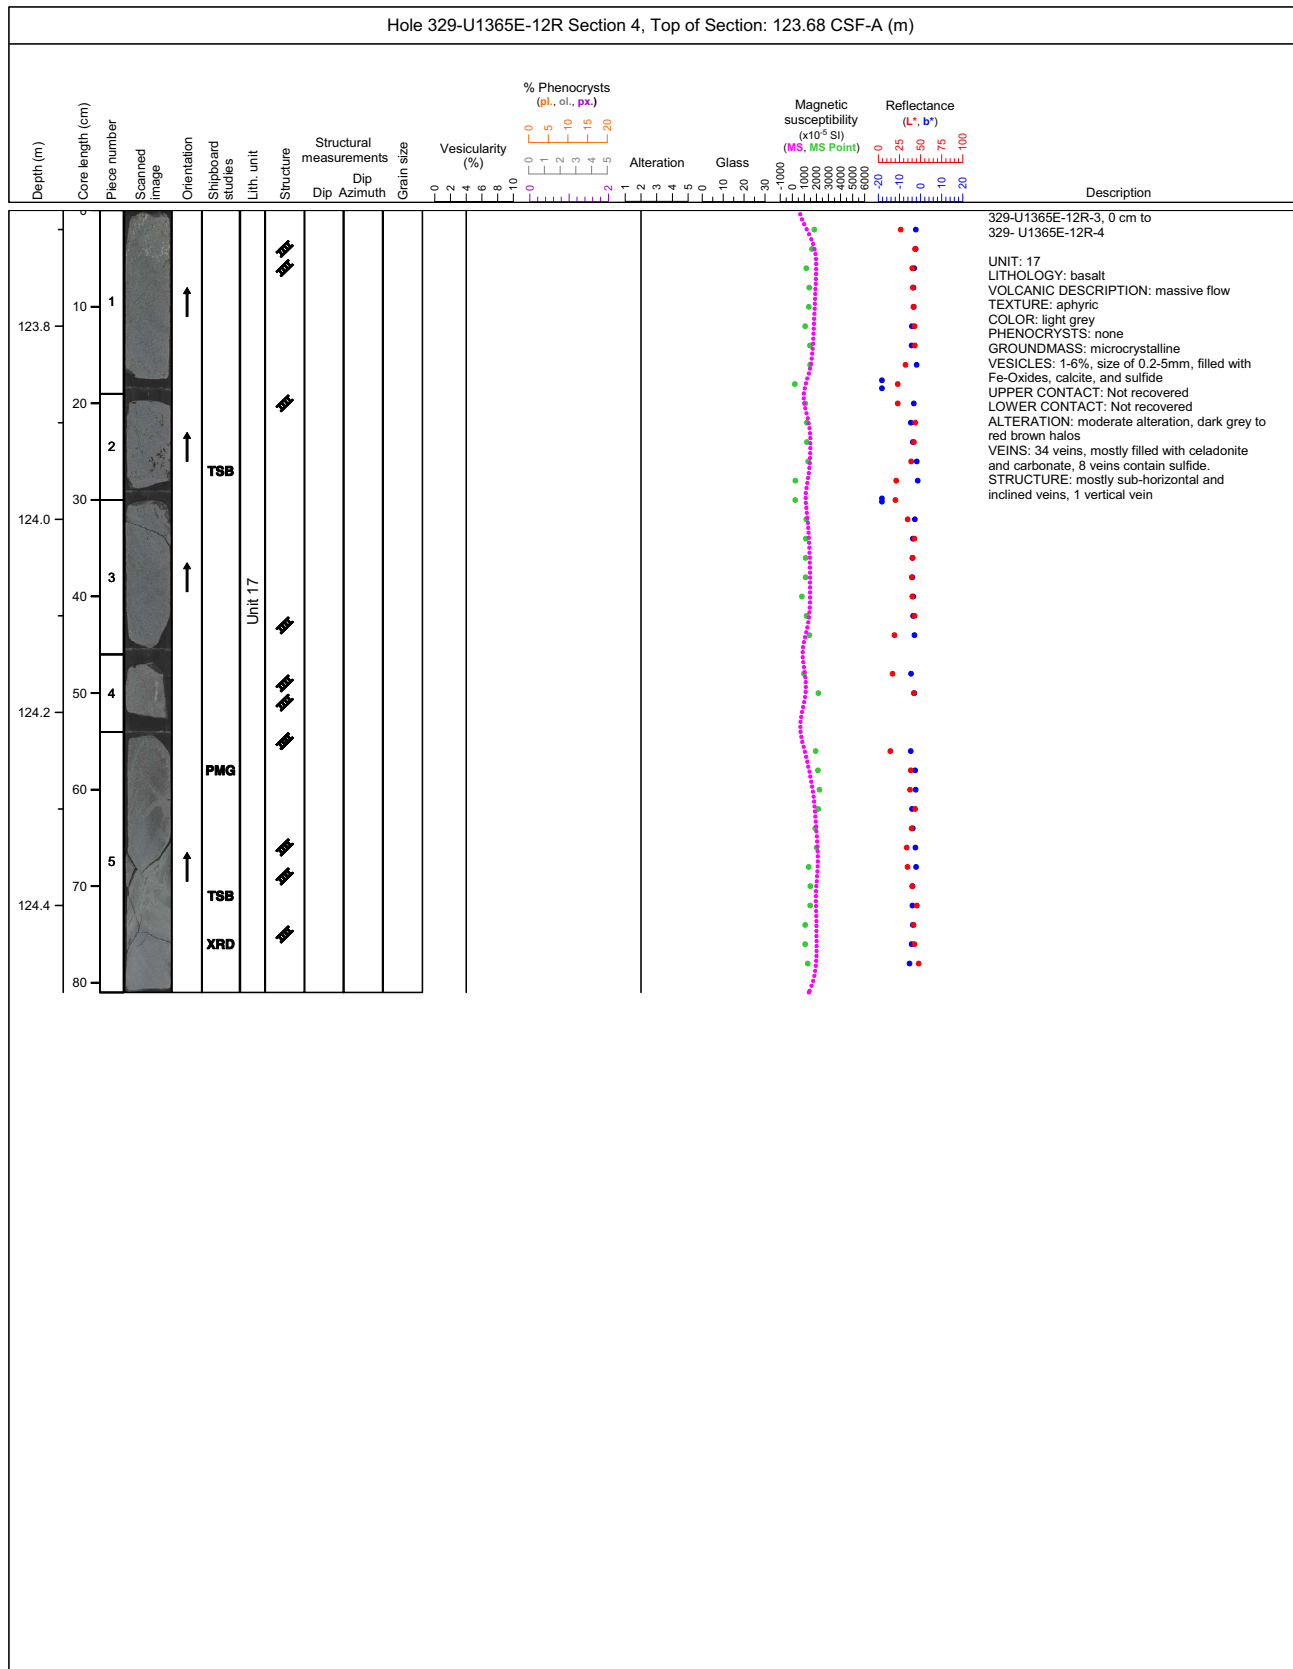 Hole 329-U1365E-12R Section 4, Top of Section: 123.68 CSF-A (m)
Depth (m)
Core length (cm)
Piece number
Scanned
image
Orientation
Shipboard
studies
Lith. unit
Structure
Structural
measurements
Dip
Dip
Azimuth
Grain size
Vesicularity
(%)
0 2 4 6 8 10
% Phenocrysts
(pl., ol., px.)
0 5 10 15 20
0 1 2 3 4 5
0 1 2
Alteration
1 2 3 4 5
Glass
0 10 20 30
Magnetic
susceptibility
(x10-5 SI)
(MS, MS Point)
-1000 0 1000 2000 3000 4000 5000 6000
Reflectance
(L*, b*)
0 25 50 75 100
-20 -10 0 10 20
Description
0
10
20
30
40
50
60
70
80
123.8
124.0
124.2
124.4
1
2
3
4
5
TSB
PMG
TSB
XRD
Unit 17
329-U1365E-12R-3, 0 cm to
329- U1365E-12R-4
UNIT: 17
LITHOLOGY: basalt
VOLCANIC DESCRIPTION: massive flow
TEXTURE: aphyric
COLOR: light grey
PHENOCRYSTS: none
GROUNDMASS: microcrystalline
VESICLES: 1-6%, size of 0.2-5mm, filled with
Fe-Oxides, calcite, and sulfide
UPPER CONTACT: Not recovered
LOWER CONTACT: Not recovered
ALTERATION: moderate alteration, dark grey to
red brown halos
VEINS: 34 veins, mostly filled with celadonite
and carbonate, 8 veins contain sulfide.
STRUCTURE: mostly sub-horizontal and
inclined veins, 1 vertical vein